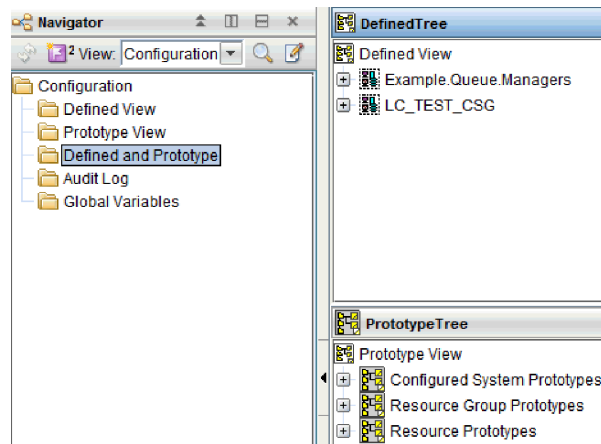 Navigator
2 View: Configuration
Configuration
Defined View
Prototype View
Defined and Prototype
Audit Log
Global Variables
DefinedTree
Defined View
Example.Queue.Managers
LC_TEST_CSG
PrototypeTree
Prototype View
Configured System Prototypes
Resource Group Prototypes
Resource Prototypes